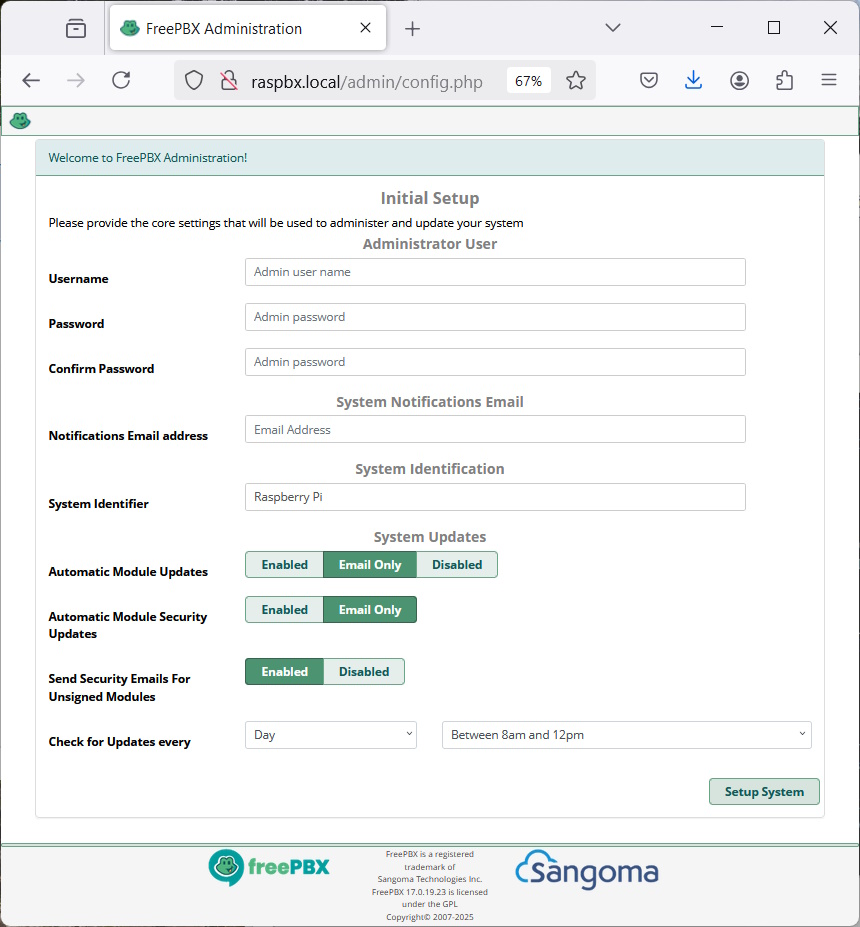 FreePBX Administration
raspbx.local/admin/config.php
67%
Welcome to FreePBX Administration!
Initial Setup
Please provide the core settings that will be used to administer and update your system
Administrator User
Username
Admin user name
Password
Admin password
Confirm Password
Admin password
System Notifications Email
Notifications Email address
Email Address
System Identification
System Identifier
Raspberry Pi
System Updates
Automatic Module Updates
Enabled Email Only Disabled
Automatic Module Security
Updates
Enabled Email Only
Send Security Emails For
Unsigned Modules
Enabled Disabled
Check for Updates every
Day
Between 8am and 12pm
Setup System
freePBX
FreePBX is a registered
trademark of
Sangoma Technologies Inc.
FreePBX 17.0.19.23 is licensed
under the GPL
Copyright© 2007-2025
Sangoma